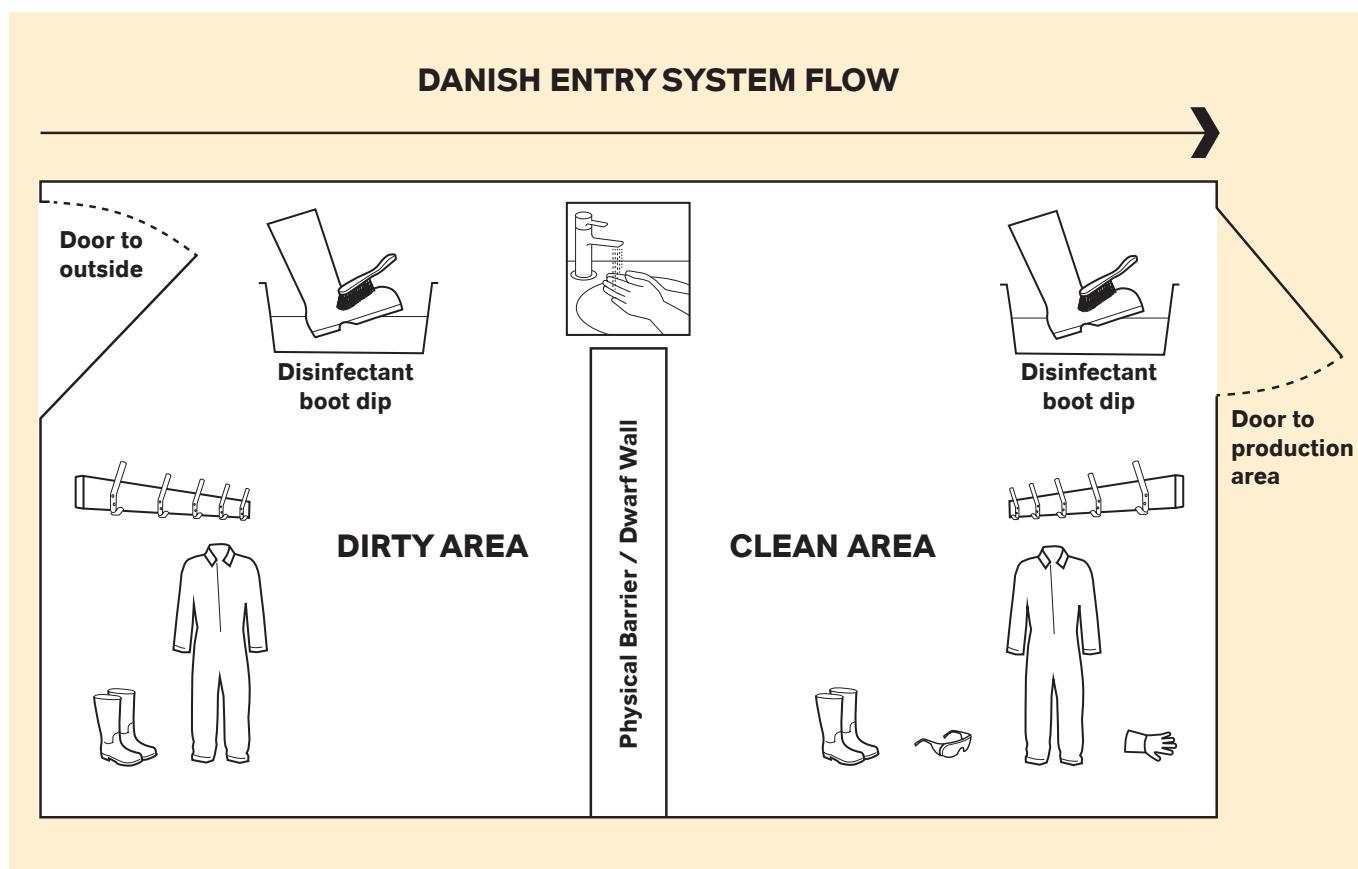 DANISH ENTRY SYSTEM FLOW
Door to
outside
Disinfectant
boot dip
Disinfectant
boot dip
Door to
production
area
DIRTY AREA
Physical Barrier / Dwarf Wall
CLEAN AREA